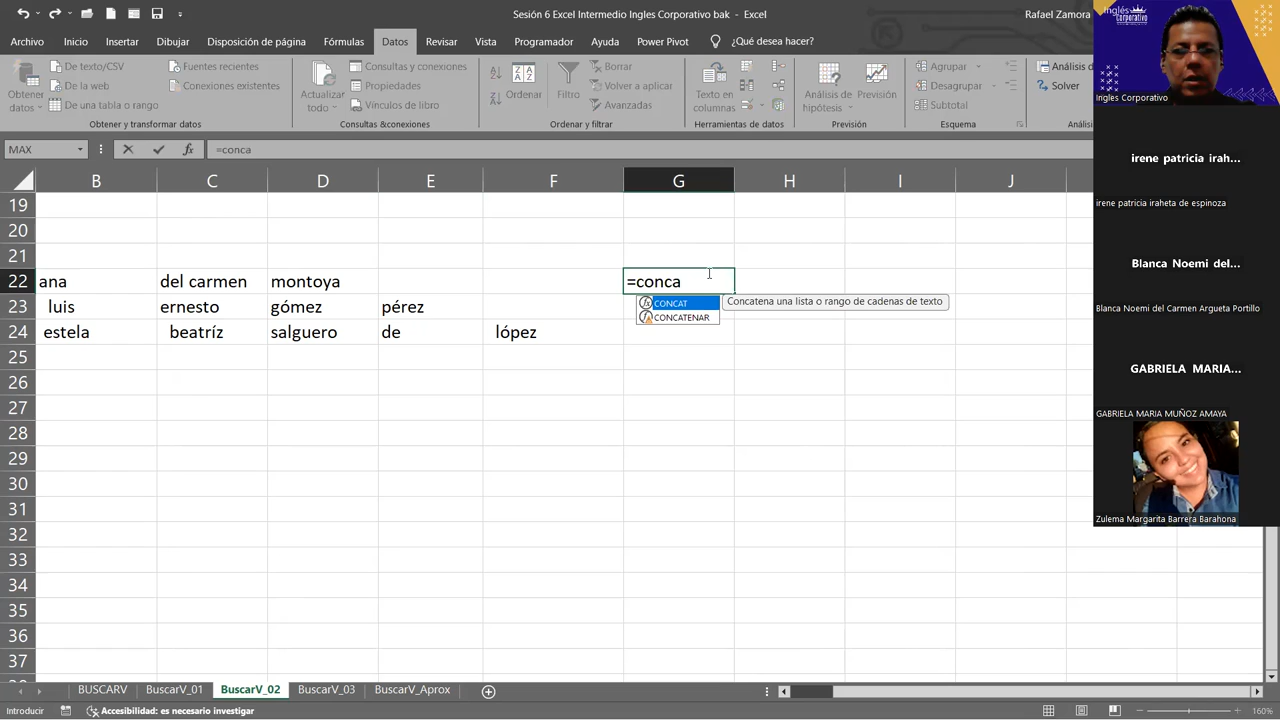 Sesión 6 Excel Intermedio Ingles Corporativo bak - Excel
Rafael Zamora
Archivo Inicio Insertar Dibujar Disposición de página Fórmulas Datos Revisar Vista Programador Ayuda Power Pivot ¿Qué desea hacer?
De texto/CSV
De la web
De una tabla o rango
Fuentes recientes
Conexiones existentes
Obtener datos
Obtener y transformar datos
Actualizar todo
Consultas y conexiones
Propiedades
Vínculos de libro
Consultas &conexiones
Ordenar
Filtro
Borrar
Volver a aplicar
Avanzadas
Ordenar y filtrar
Texto en columnas
Herramientas de datos
Análisis de hipótesis
Previsión
Previsión
Agrupar
Desagrupar
Subtotal
Esquema
Análisis d
Solver
Anális
MAX
=conca
B C D E F G H I J
19
20
21
22 ana del carmen montoya =conca
CONCAT Concatena una lista o rango de cadenas de texto
CONCATENAR
23 luis ernesto gómez pérez
24 estela beatríz salguero de lópez
25
26
27
28
29
30
31
32
33
34
35
36
37
BUSCARV BuscarV_01 BuscarV_02 BuscarV_03 BuscarV_Aprox
Introducir
Accesibilidad: es necesario investigar
160%
Inglés
Corporativo
Ingles Corporativo
irene patricia irah...
irene patricia iraheta de espinoza
Blanca Noemi del...
Blanca Noemi del Carmen Argueta Portillo
GABRIELA MARIA...
GABRIELA MARIA MUÑOZ AMAYA
Zulema Margarita Barrera Barahona